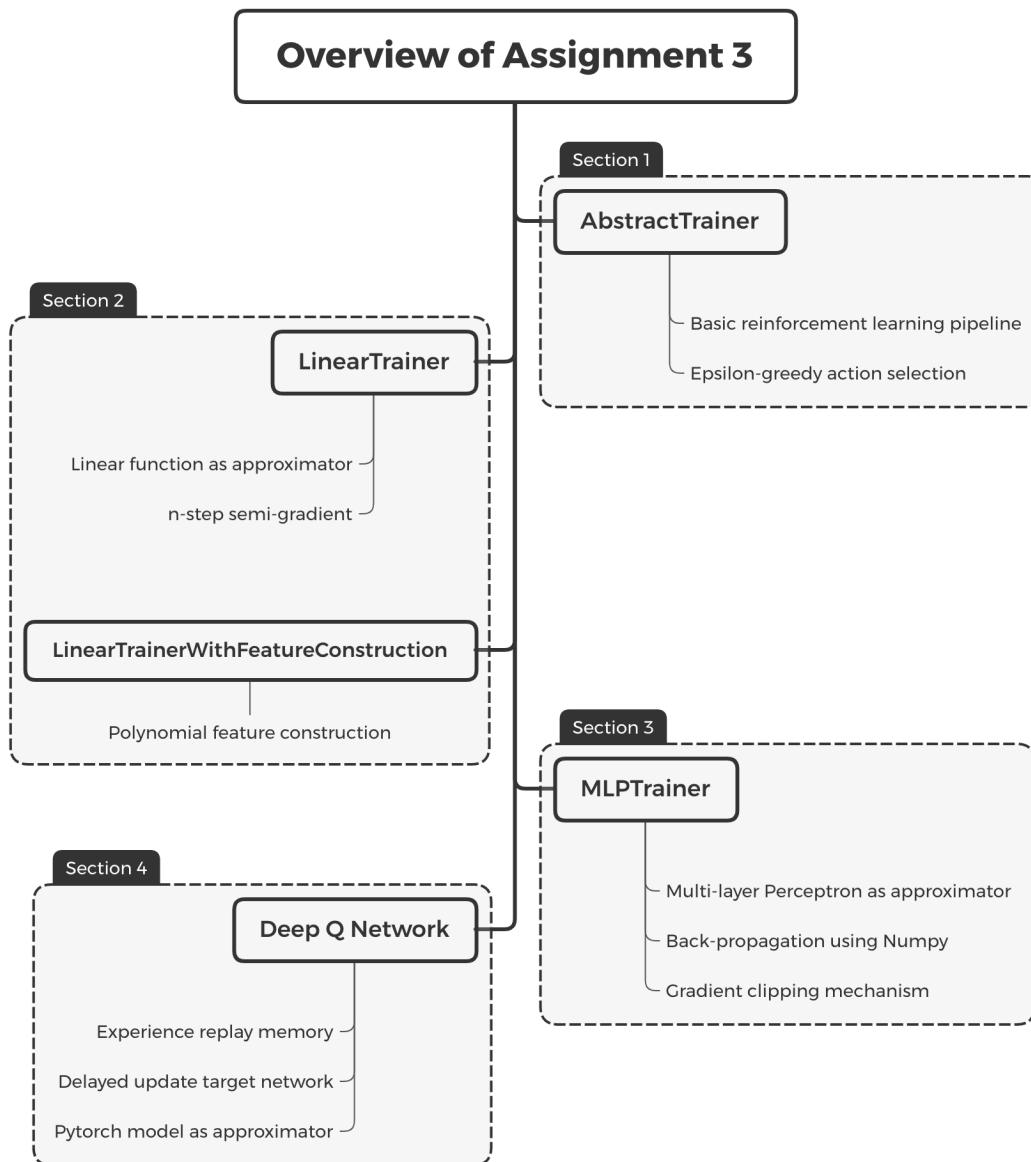 Overview of Assignment 3
Section 1
AbstractTrainer
Basic reinforcement learning pipeline
Epsilon-greedy action selection
Section 2
LinearTrainer
Linear function as approximator
n-step semi-gradient
LinearTrainerWithFeatureConstruction
Polynomial feature construction
Section 3
MLPTrainer
Multi-layer Perceptron as approximator
Back-propagation using Numpy
Gradient clipping mechanism
Section 4
Deep Q Network
Experience replay memory
Delayed update target network
Pytorch model as approximator